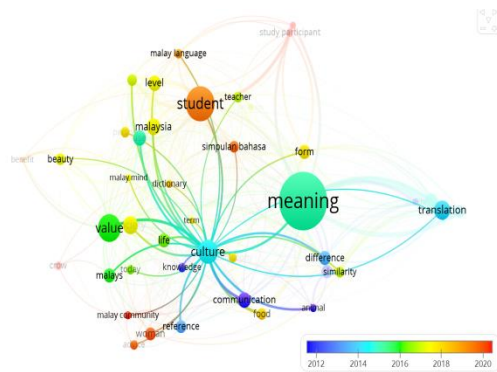 study participant
malay language
level
student
teacher
malaysia
simpulan bahasa
form
benefit
beauty
malay mind
dictionary
meaning
translation
term
value
life
culture
difference
knowledge
similarity
malays
today
communication
animal
food
malay community
reference
woman
crow
2012 2014 2016 2018 2020